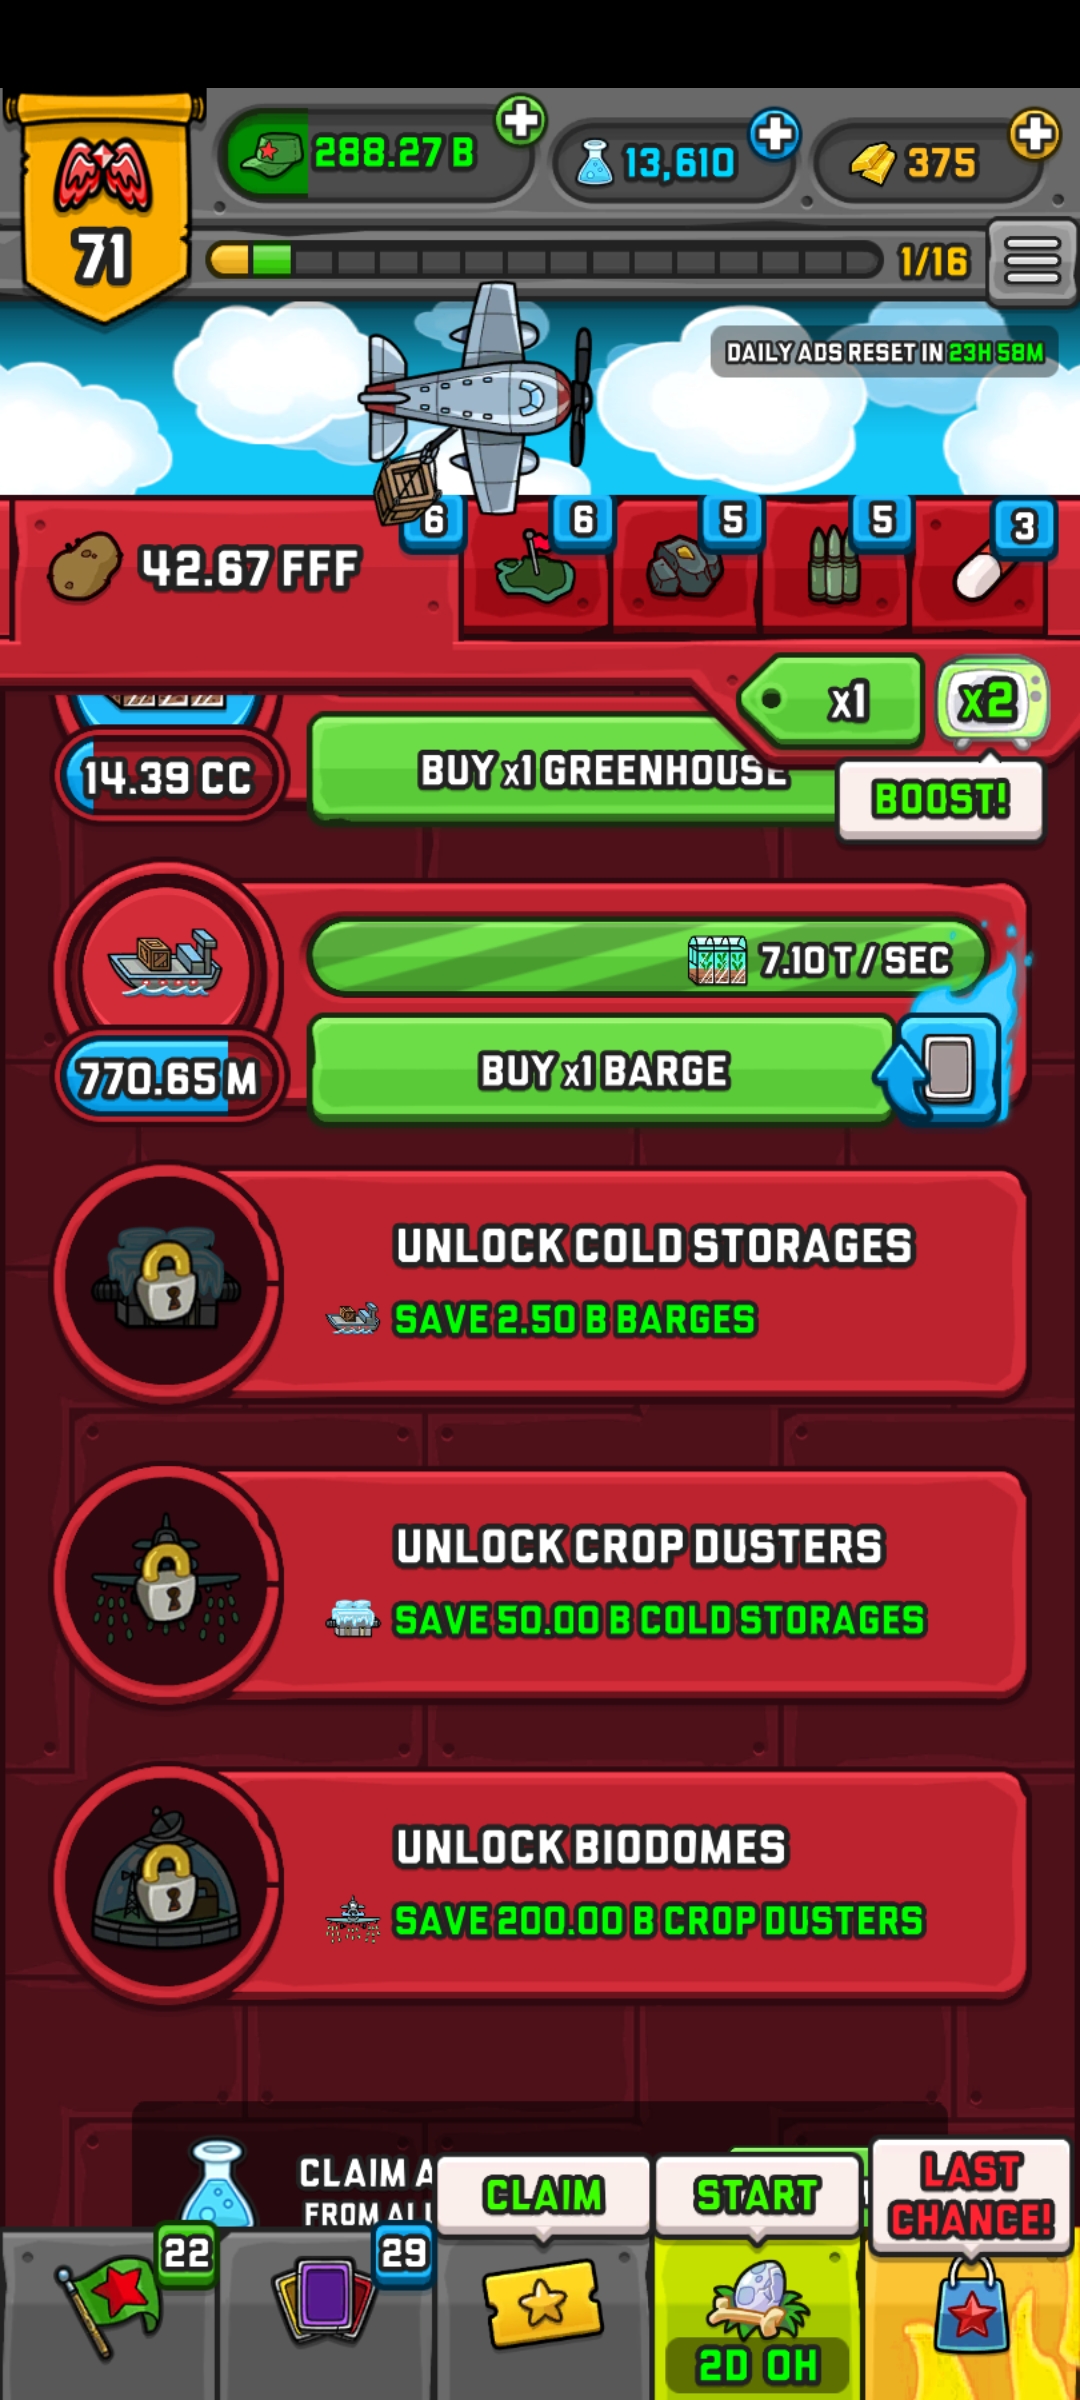 71
288.27 B
13,610
375
1/16
DAILY ADS RESET IN 23H 58M
42.67 FFF
6
6
5
5
3
x1
x2
BOOST!
14.39 CC
BUY x1 GREENHOUSE
7.10 T / SEC
770.65 M
BUY x1 BARGE
UNLOCK COLD STORAGES
SAVE 2.50 B BARGES
UNLOCK CROP DUSTERS
SAVE 50.00 B COLD STORAGES
UNLOCK BIODOMES
SAVE 200.00 B CROP DUSTERS
CLAIM A
FROM ALL
CLAIM
START
LAST
CHANCE!
22
29
2D 0H